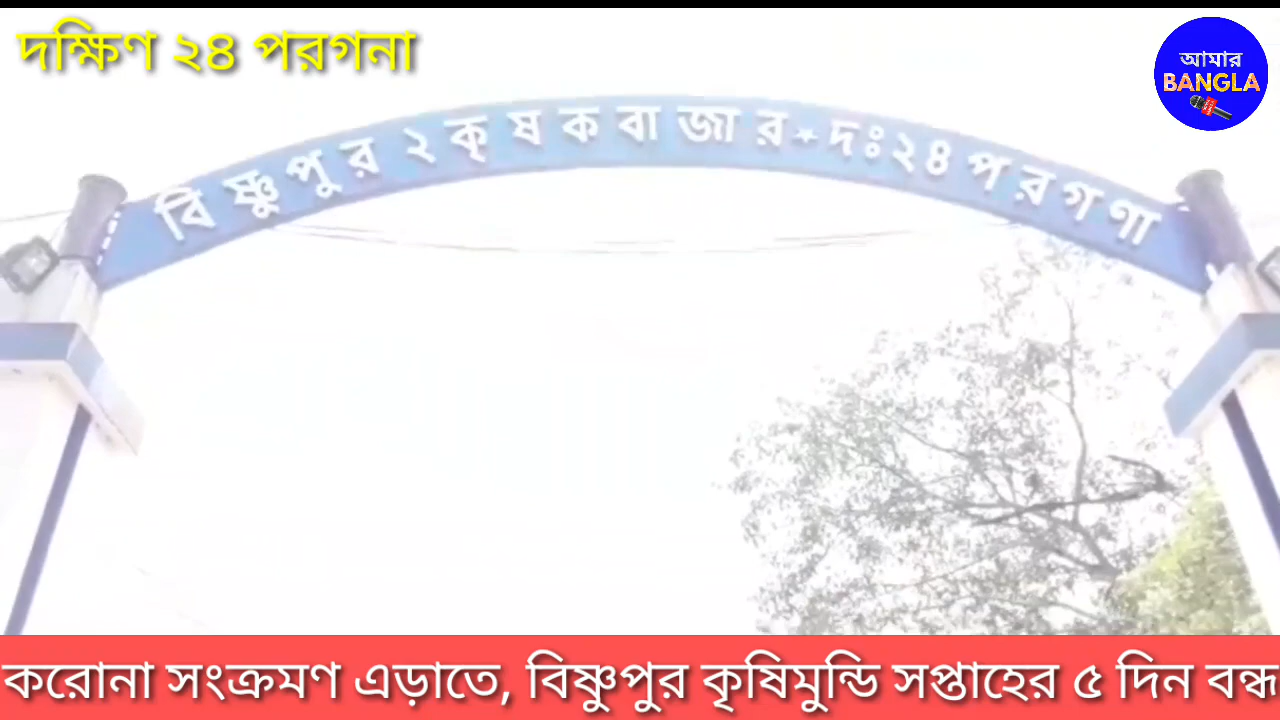 দক্ষিণ ২৪ পরগনা
আমার
BANGLA
বিষ্ণুপুর ২ কৃষক বাজার * দঃ ২৪ পরগণা
করোনা সংক্রমণ এড়াতে, বিষ্ণুপুর কৃষিমুন্ডি সপ্তাহের ৫ দিন বন্ধ